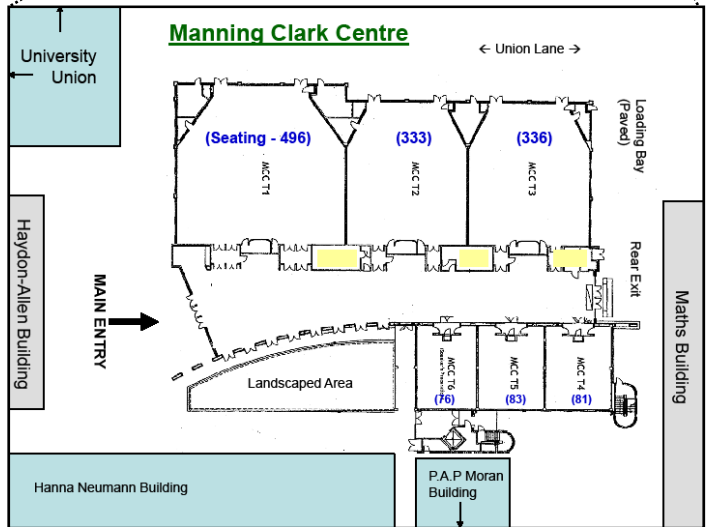 Manning Clark Centre
University
Union
← Union Lane →
Loading Bay
(Paved)
(Seating - 496)
(333)
(336)
MCC T1
MCC T2
MCC T3
Haydon-Allen Building
MAIN ENTRY
Rear Exit
Maths Building
MCC T6
MCC T5
MCC T4
(76)
(83)
(81)
Landscaped Area
Hanna Neumann Building
P.A.P Moran
Building